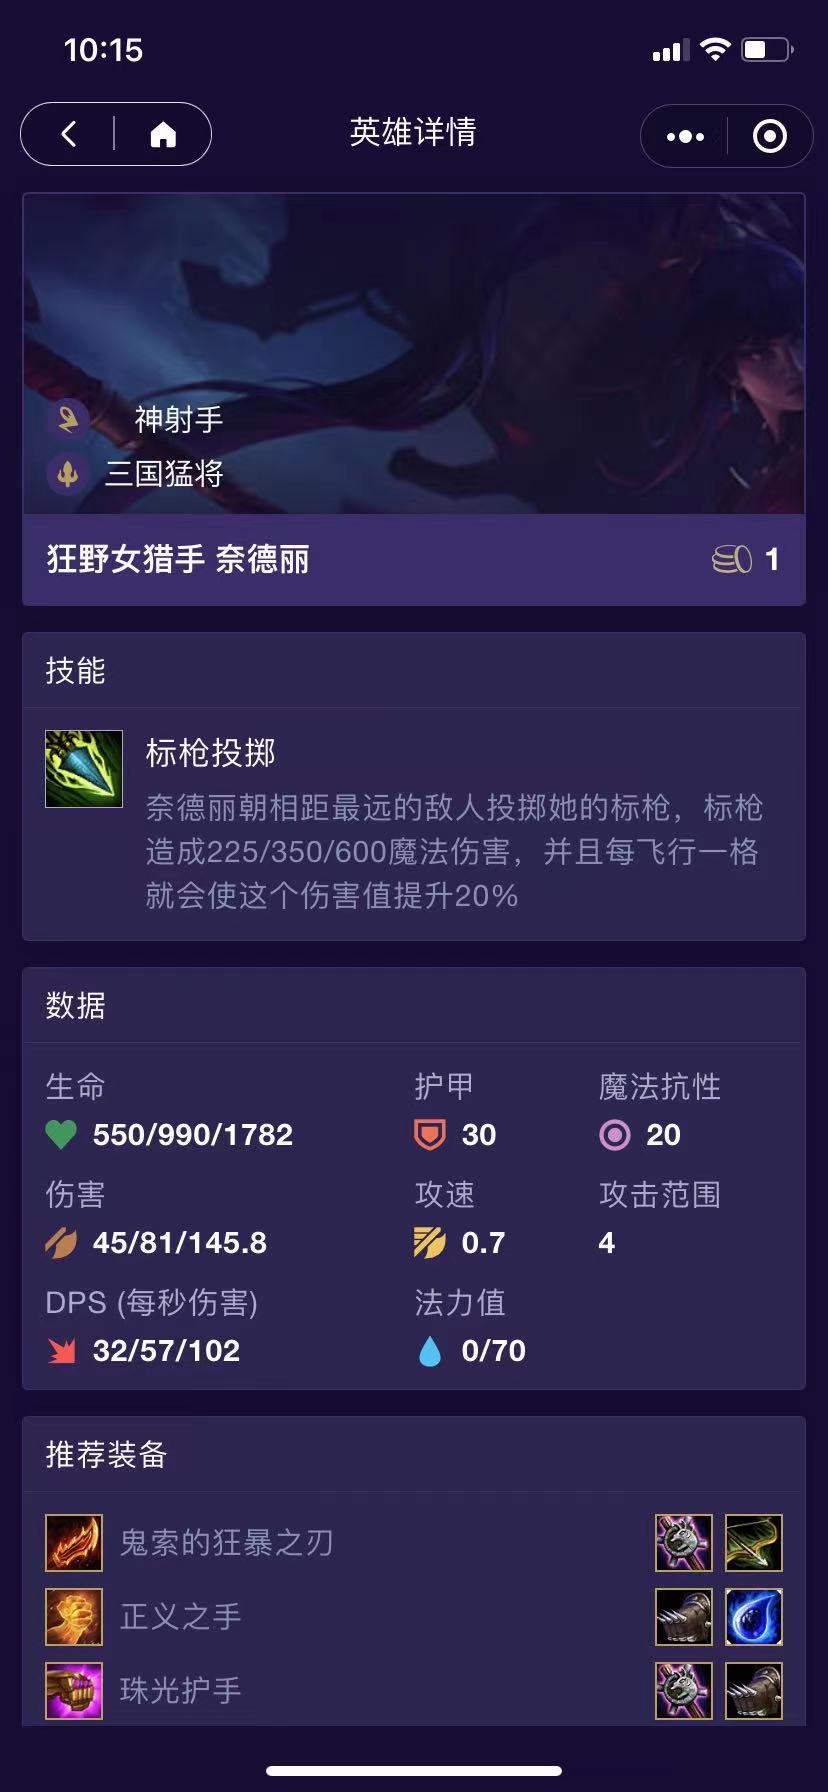 10:15
英雄详情
神射手
三国猛将
狂野女猎手 奈德丽
1
技能
标枪投掷
奈德丽朝相距最远的敌人投掷她的标枪，标枪
造成225/350/600魔法伤害，并且每飞行一格
就会使这个伤害值提升20%
数据
生命 护甲 魔法抗性
550/990/1782 30 20
伤害 攻速 攻击范围
45/81/145.8 0.7 4
DPS (每秒伤害) 法力值
32/57/102 0/70
推荐装备
鬼索的狂暴之刃
正义之手
珠光护手